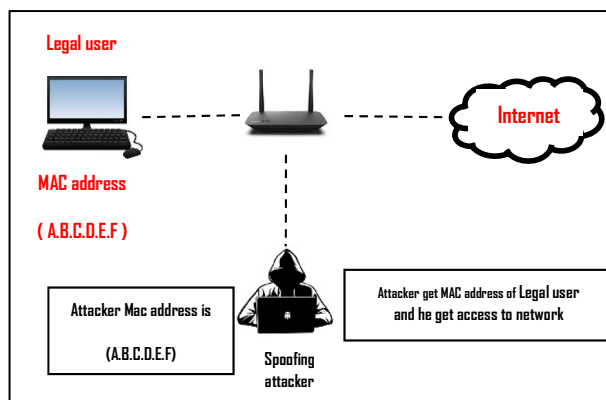 Legal user
Internet
MAC address
( A.B.C.D.E.F )
Attacker Mac address is
(A.B.C.D.E.F)
Spoofing
attacker
Attacker get MAC address of Legal user
and he get access to network